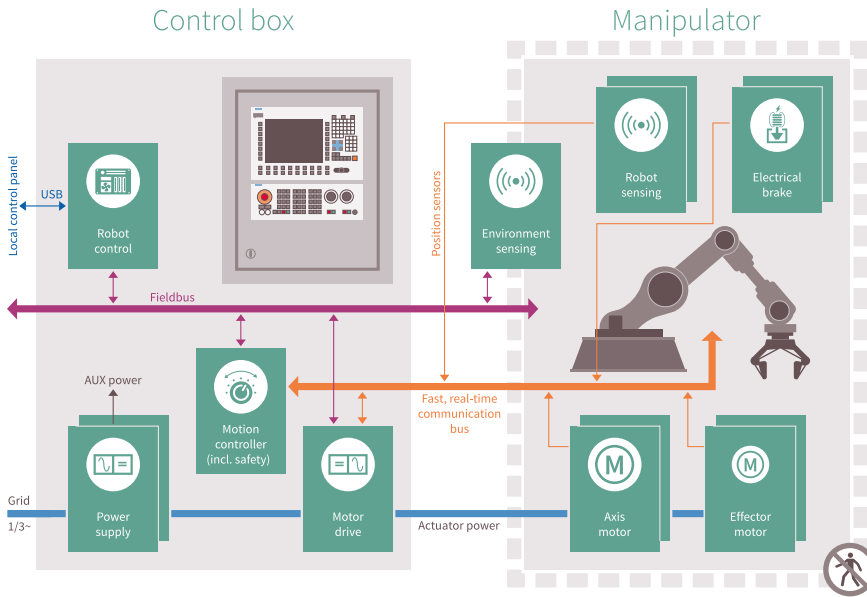 Control box
Manipulator
Local control panel
USB
Robot
control
Position sensors
Environment
sensing
Robot
sensing
Electrical
brake
Fieldbus
AUX power
Motion
controller
(incl. safety)
Fast, real-time
communication
bus
Grid
1/3~
Power
supply
Motor
drive
Actuator power
M
Axis
motor
M
Effector
motor